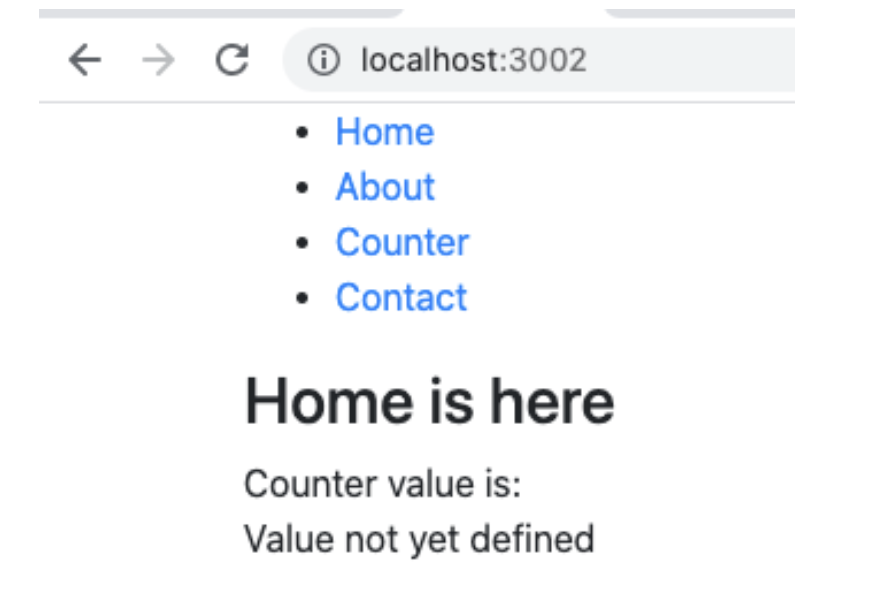 localhost:3002
Home
About
Counter
Contact
Home is here
Counter value is:
Value not yet defined